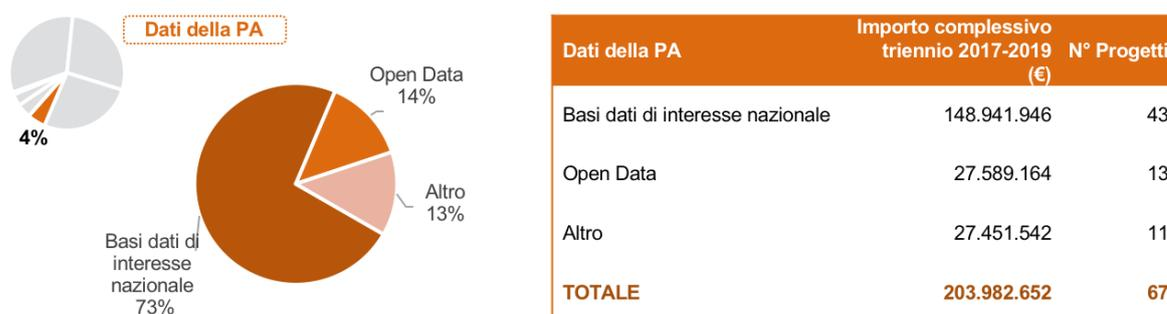 Dati della PA
4%
Open Data
14%
Altro
13%
Basi dati di
interesse
nazionale
73%
Dati della PA Importo complessivo triennio 2017-2019 (€) N° Progetti
Basi dati di interesse nazionale 148.941.946 43
Open Data 27.589.164 13
Altro 27.451.542 11
TOTALE 203.982.652 67